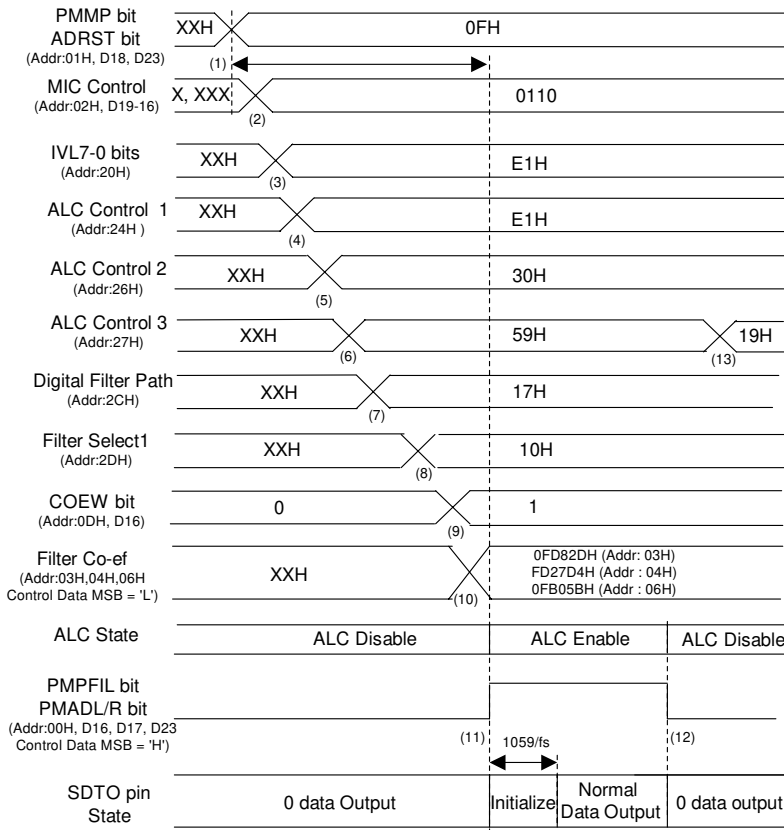 PMMP bit
ADRST bit
(Addr:01H, D18, D23)
XXH
0FH
(1)
MIC Control
(Addr:02H, D19-16)
X, XXX
0110
(2)
IVL7-0 bits
(Addr:20H)
XXH
E1H
(3)
ALC Control 1
(Addr:24H )
XXH
E1H
(4)
ALC Control 2
(Addr:26H)
XXH
30H
(5)
ALC Control 3
(Addr:27H)
XXH
59H
19H
(6)
(13)
Digital Filter Path
(Addr:2CH)
XXH
17H
(7)
Filter Select1
(Addr:2DH)
XXH
10H
(8)
COEW bit
(Addr:0DH, D16)
0
1
(9)
Filter Co-ef
(Addr:03H,04H,06H
Control Data MSB = 'L')
XXH
0FD82DH (Addr: 03H)
FD27D4H (Addr : 04H)
0FB05BH (Addr : 06H)
(10)
ALC State
ALC Disable
ALC Enable
ALC Disable
PMPFIL bit
PMADL/R bit
(Addr:00H, D16, D17, D23
Control Data MSB = 'H')
(11)
1059/fs
(12)
SDTO pin
State
0 data Output
Initialize
Normal
Data Output
0 data output